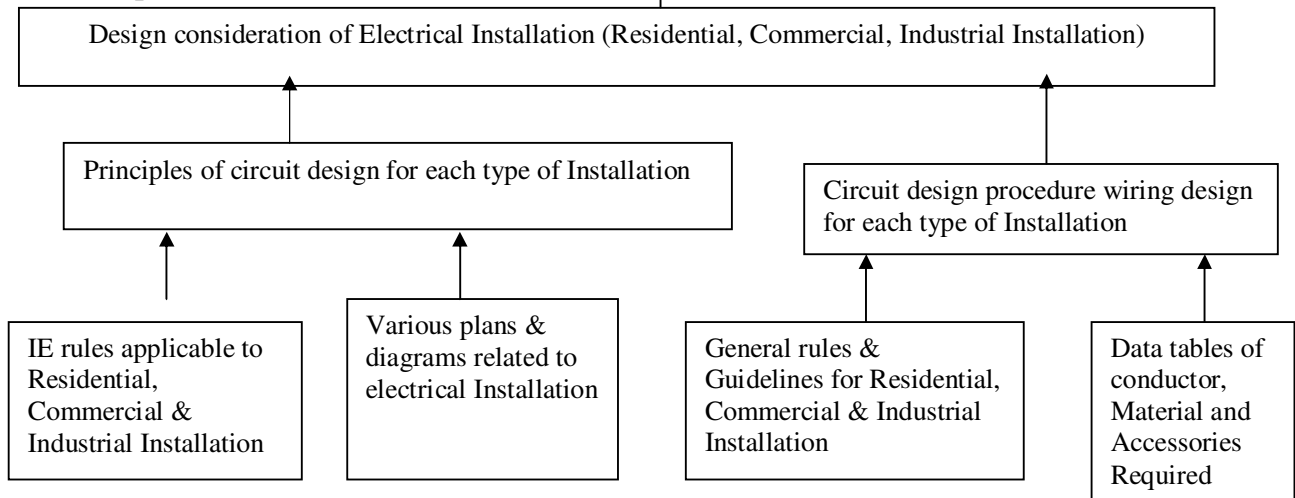 Design consideration of Electrical Installation (Residential, Commercial, Industrial Installation)
Principles of circuit design for each type of Installation
Circuit design procedure wiring design
for each type of Installation
IE rules applicable to
Residential,
Commercial &
Industrial Installation
Various plans &
diagrams related to
electrical Installation
General rules &
Guidelines for Residential,
Commercial & Industrial
Installation
Data tables of
conductor,
Material and
Accessories
Required